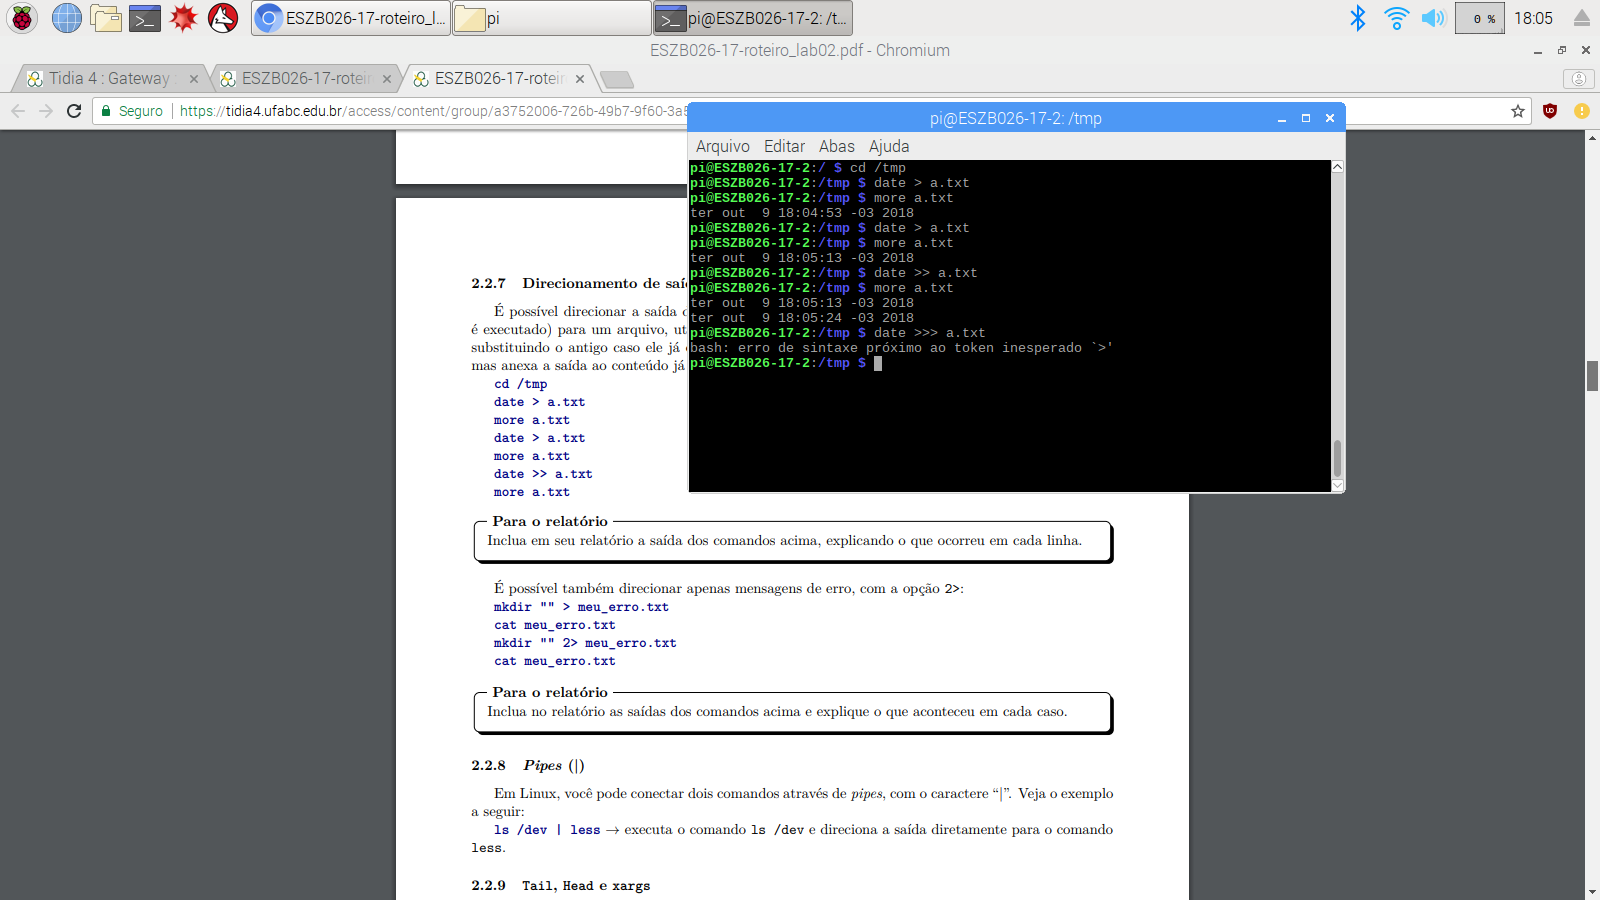 ESZB026-17-roteiro_l...
pi
pi@ESZB026-17-2: /t...
0 %
18:05
ESZB026-17-roteiro_lab02.pdf - Chromium
Tidia 4 : Gateway
ESZB026-17-roteir
ESZB026-17-roteir
Seguro
https://tidia4.ufabc.edu.br/access/content/group/a3752006-726b-49b7-9f60-3a5
pi@ESZB026-17-2: /tmp
Arquivo Editar Abas Ajuda
pi@ESZB026-17-2:/ $ cd /tmp
pi@ESZB026-17-2:/tmp $ date > a.txt
pi@ESZB026-17-2:/tmp $ more a.txt
ter out  9 18:04:53 -03 2018
pi@ESZB026-17-2:/tmp $ date > a.txt
pi@ESZB026-17-2:/tmp $ more a.txt
ter out  9 18:05:13 -03 2018
pi@ESZB026-17-2:/tmp $ date >> a.txt
pi@ESZB026-17-2:/tmp $ more a.txt
ter out  9 18:05:13 -03 2018
ter out  9 18:05:24 -03 2018
pi@ESZB026-17-2:/tmp $ date >>> a.txt
bash: erro de sintaxe próximo ao token inesperado `>'
pi@ESZB026-17-2:/tmp $
2.2.7 Direcionamento de saí
É possível direcionar a saída
é executado) para um arquivo, ut
substituindo o antigo caso ele já
mas anexa a saída ao conteúdo já
cd /tmp
date > a.txt
more a.txt
date > a.txt
more a.txt
date >> a.txt
more a.txt
Para o relatório
Inclua em seu relatório a saída dos comandos acima, explicando o que ocorreu em cada linha.
É possível também direcionar apenas mensagens de erro, com a opção 2>:
mkdir "" > meu_erro.txt
cat meu_erro.txt
mkdir "" 2> meu_erro.txt
cat meu_erro.txt
Para o relatório
Inclua no relatório as saídas dos comandos acima e explique o que aconteceu em cada caso.
2.2.8 Pipes (|)
Em Linux, você pode conectar dois comandos através de pipes, com o caractere “|”. Veja o exemplo
a seguir:
ls /dev | less → executa o comando ls /dev e direciona a saída diretamente para o comando
less.
2.2.9 Tail, Head e xargs